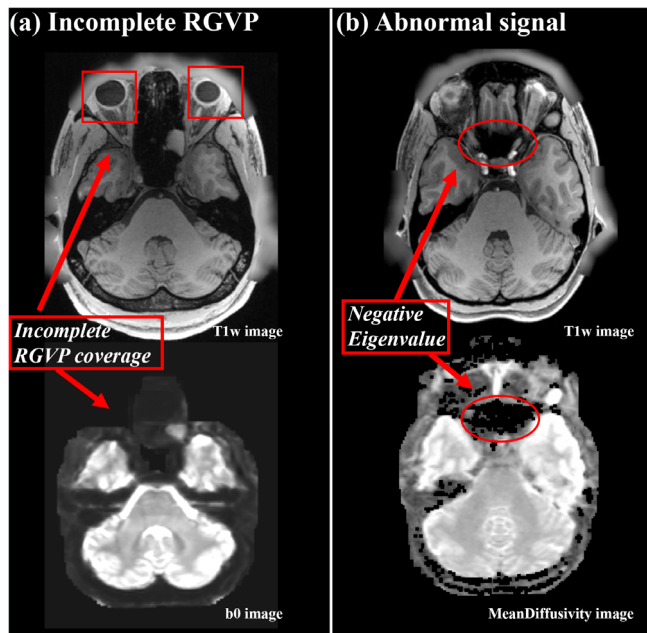 (a) Incomplete RGVP
(b) Abnormal signal
Incomplete
RGVP coverage
T1w image
Negative
Eigenvalue
T1w image
b0 image
MeanDiffusivity image